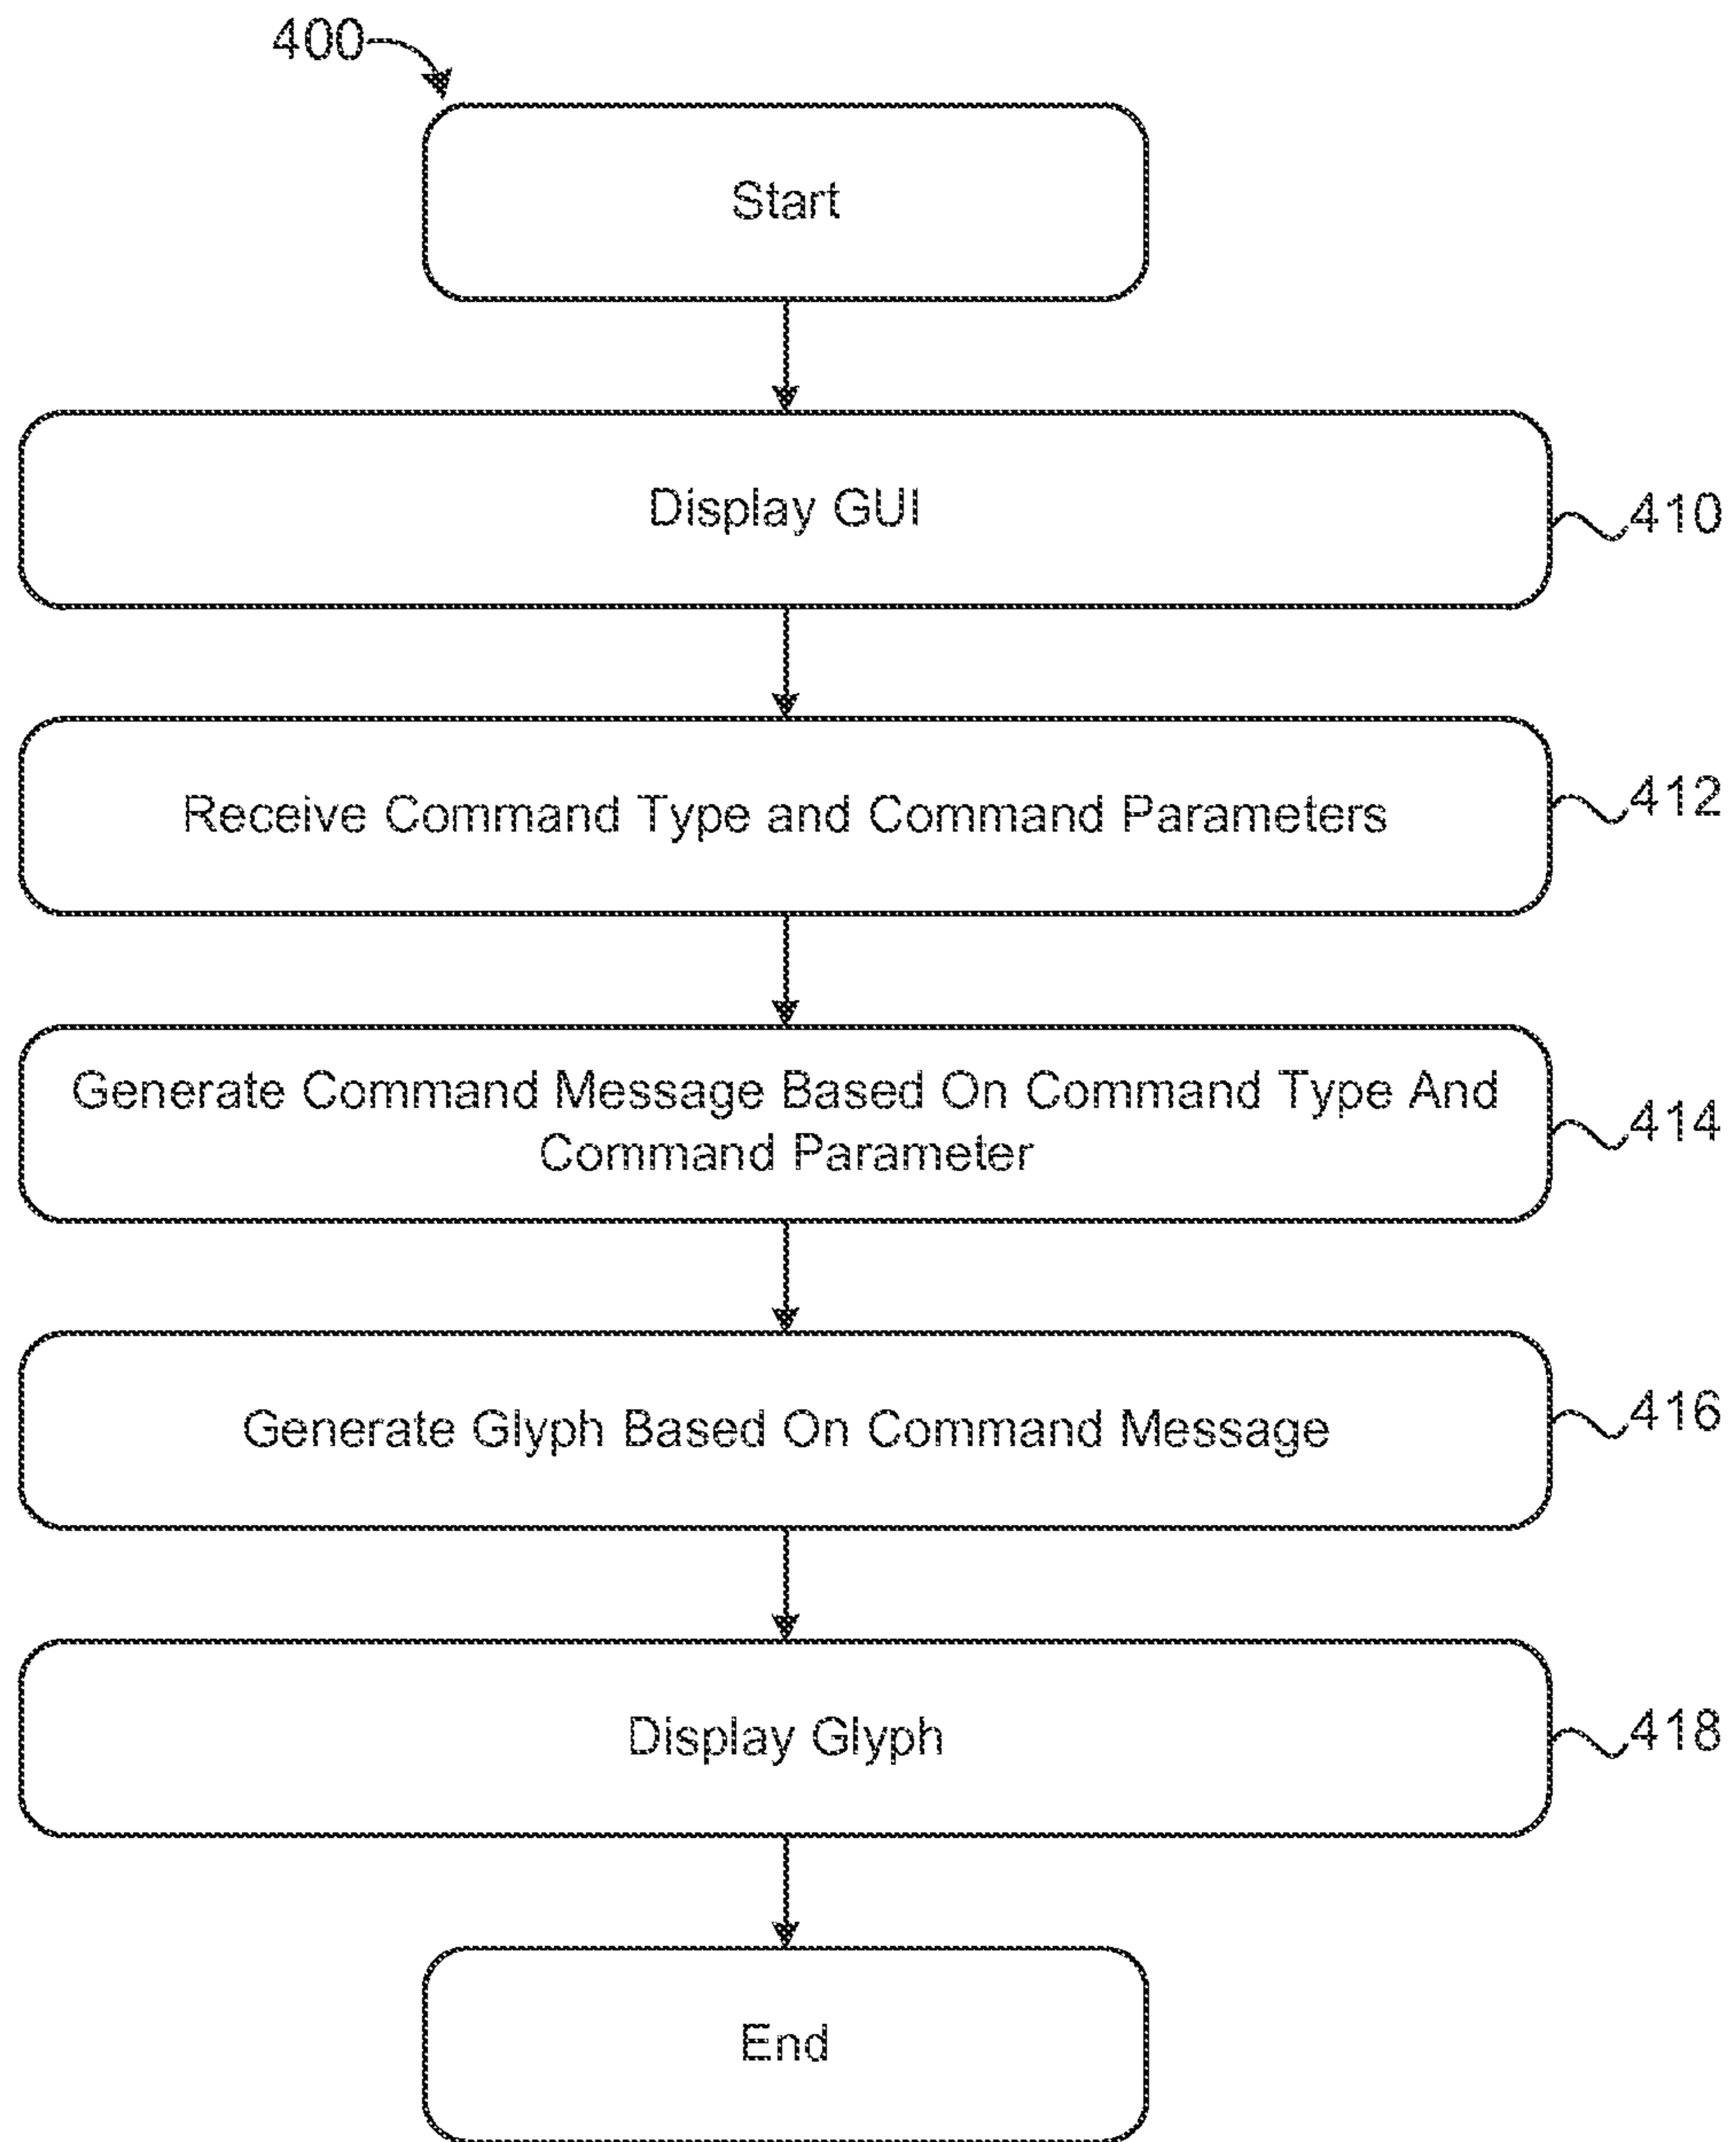 400
Start
Display GUI
410
Receive Command Type and Command Parameters
412
Generate Command Message Based On Command Type And
Command Parameter
414
Generate Glyph Based On Command Message
416
Display Glyph
418
End